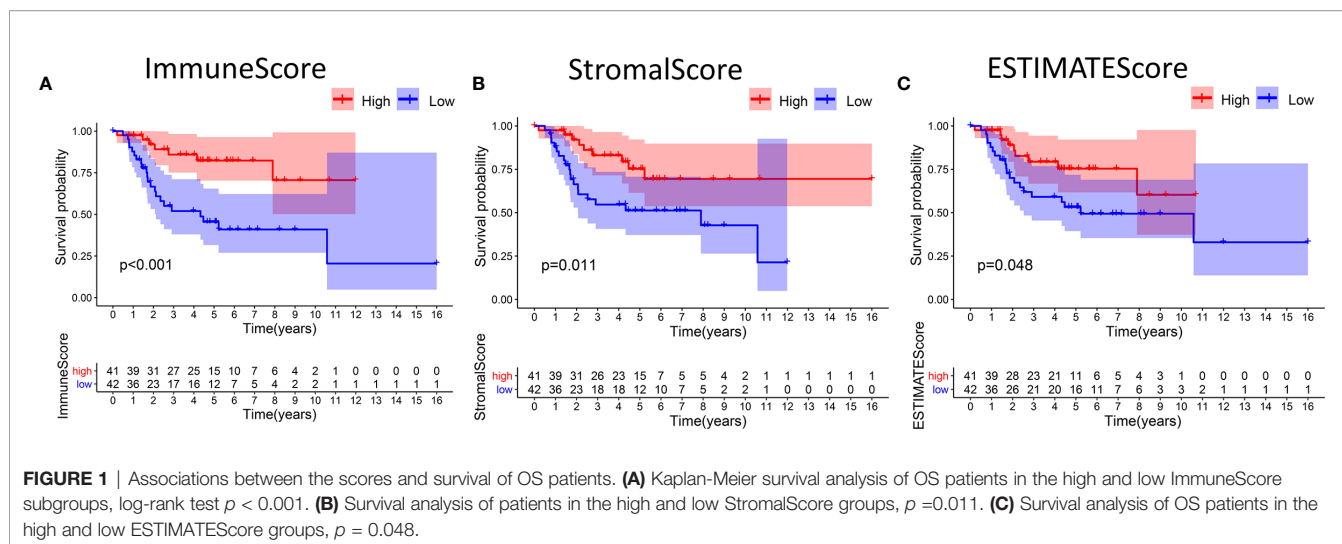 ImmuneScore
A
High Low
Survival probability
1.00
0.75
0.50
0.25
0.00
p<0.001
0 1 2 3 4 5 6 7 8 9 10 11 12 13 14 15 16
Time(years)
ImmuneScore
high 41 39 31 27 25 15 10 7 6 4 2 1 0 0 0 0 0
low 42 36 23 17 16 12 7 5 4 2 2 1 1 1 1 1 1
0 1 2 3 4 5 6 7 8 9 10 11 12 13 14 15 16
Time(years)
StromalScore
B
High Low
Survival probability
1.00
0.75
0.50
0.25
0.00
p=0.011
0 1 2 3 4 5 6 7 8 9 10 11 12 13 14 15 16
Time(years)
StromalScore
high 41 39 31 26 23 15 7 5 5 4 2 1 1 1 1 1 1
low 42 36 23 18 18 12 10 7 5 2 2 1 0 0 0 0 0
0 1 2 3 4 5 6 7 8 9 10 11 12 13 14 15 16
Time(years)
ESTIMATEScore
C
High Low
Survival probability
1.00
0.75
0.50
0.25
0.00
p=0.048
0 1 2 3 4 5 6 7 8 9 10 11 12 13 14 15 16
Time(years)
ESTIMATEScore
high 41 39 28 23 21 11 6 5 4 3 1 0 0 0 0 0 0
low 42 36 26 21 20 16 11 7 6 3 3 2 1 1 1 1 1
0 1 2 3 4 5 6 7 8 9 10 11 12 13 14 15 16
Time(years)
FIGURE 1 | Associations between the scores and survival of OS patients. (A) Kaplan-Meier survival analysis of OS patients in the high and low ImmuneScore
subgroups, log-rank test p < 0.001. (B) Survival analysis of patients in the high and low StromalScore groups, p =0.011. (C) Survival analysis of OS patients in the
high and low ESTIMATEScore groups, p = 0.048.